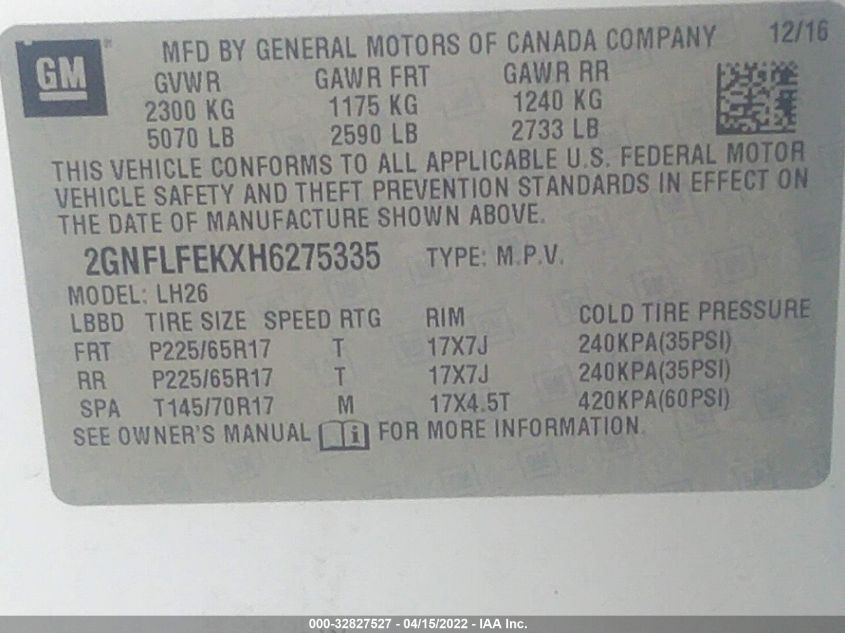 GM
MFD BY GENERAL MOTORS OF CANADA COMPANY 12/16
GVWR GAWR FRT GAWR RR
2300 KG 1175 KG 1240 KG
5070 LB 2590 LB 2733 LB
THIS VEHICLE CONFORMS TO ALL APPLICABLE U.S. FEDERAL MOTOR
VEHICLE SAFETY AND THEFT PREVENTION STANDARDS IN EFFECT ON
THE DATE OF MANUFACTURE SHOWN ABOVE.
2GNFLFEKXH6275335 TYPE: M.P.V.
MODEL: LH26
LBBD TIRE SIZE SPEED RTG RIM COLD TIRE PRESSURE
FRT P225/65R17 T 17X7J 240KPA(35PSI)
RR P225/65R17 T 17X7J 240KPA(35PSI)
SPA T145/70R17 M 17X4.5T 420KPA(60PSI)
SEE OWNER'S MANUAL i FOR MORE INFORMATION.
000-32827527 - 04/15/2022 - IAA Inc.